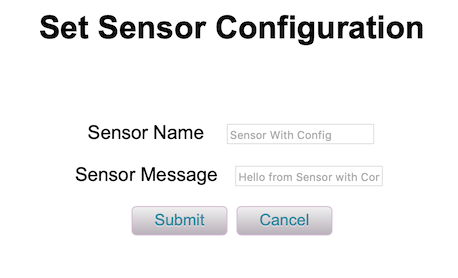 Set Sensor Configuration
Sensor Name Sensor With Config
Sensor Message Hello from Sensor with Cor
Submit Cancel